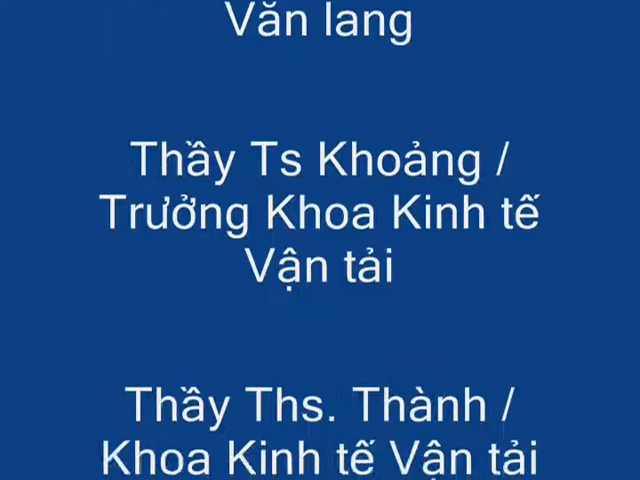 Văn lang
Thầy Ts Khoảng /
Trưởng Khoa Kinh tế
Vận tải
Thầy Ths. Thành /
Khoa Kinh tế Vận tải